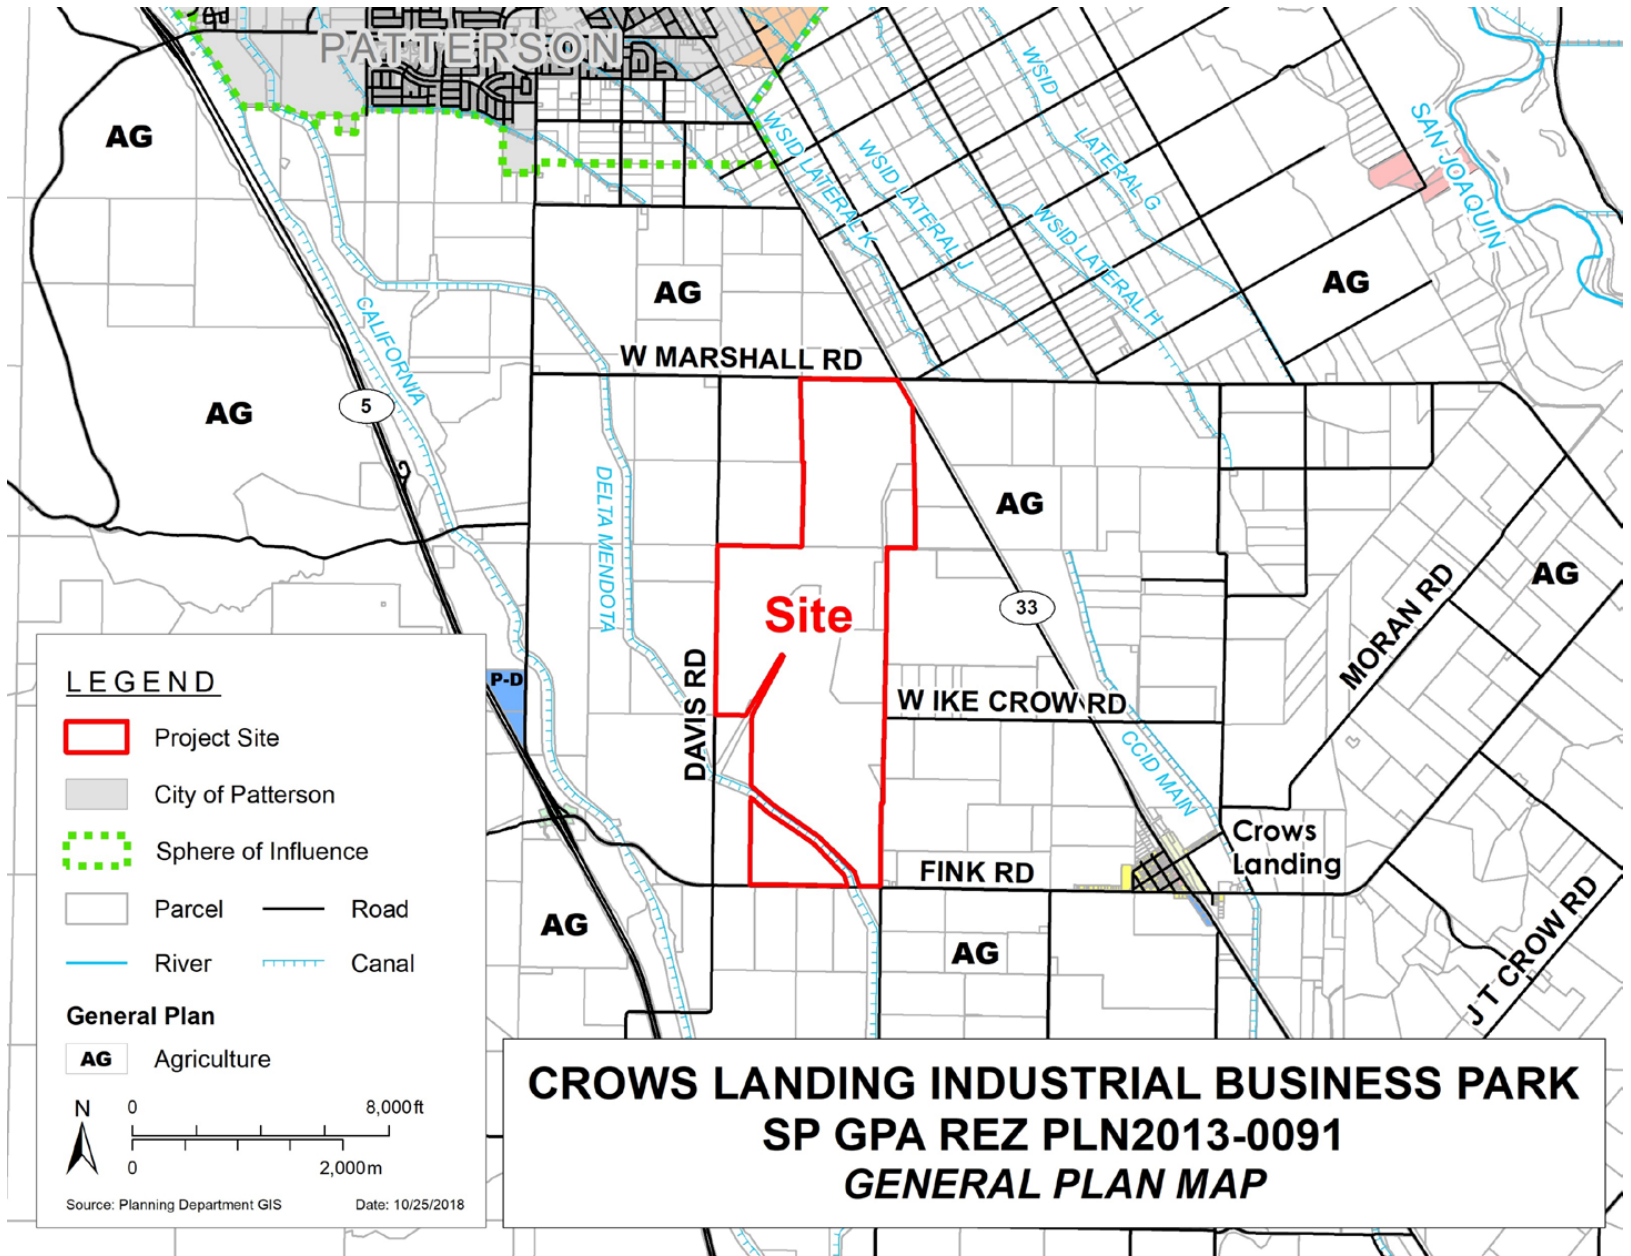 PATTERSON
AG
WSID
LATERAL G
SAN JOAQUIN
WSID LATERAL K
WSID LATERAL J
WSID LATERAL H
AG
AG
CALIFORNIA
W MARSHALL RD
5
AG
DELTA MENDOTA
AG
AG
MORAN RD
Site
33
P-D
DAVIS RD
W IKE CROW RD
CCID MAIN
Crows
Landing
FINK RD
AG
AG
J T CROW RD
LEGEND
Project Site
City of Patterson
Sphere of Influence
Parcel
Road
River
Canal
General Plan
AG Agriculture
N
0 8,000 ft
0 2,000 m
Source: Planning Department GIS Date: 10/25/2018
CROWS LANDING INDUSTRIAL BUSINESS PARK
SP GPA REZ PLN2013-0091
GENERAL PLAN MAP